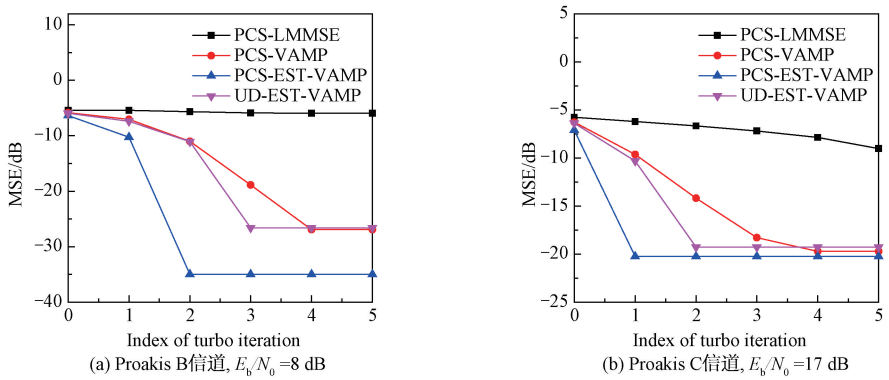 10
0
−10
−20
−30
−40
MSE/dB
PCS-LMMSE
PCS-VAMP
PCS-EST-VAMP
UD-EST-VAMP
0 1 2 3 4 5
Index of turbo iteration
(a) Proakis B信道, Eb/N0 =8 dB
5
0
−5
−10
−15
−20
−25
MSE/dB
PCS-LMMSE
PCS-VAMP
PCS-EST-VAMP
UD-EST-VAMP
0 1 2 3 4 5
Index of turbo iteration
(b) Proakis C信道, Eb/N0 =17 dB